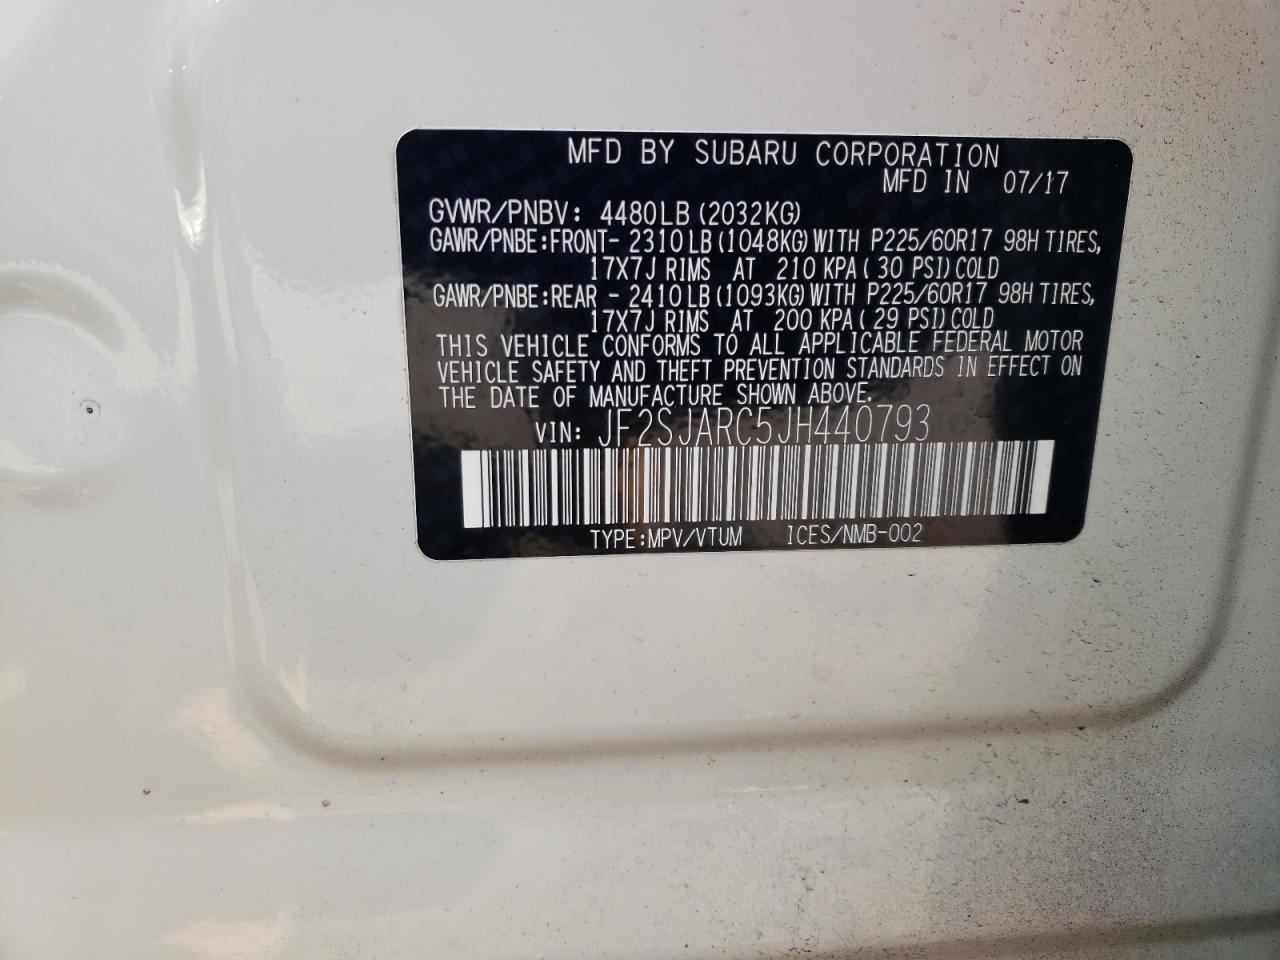 MFD BY SUBARU CORPORATION
MFD IN 07/17
GVWR/PNBV: 4480LB (2032KG)
GAWR/PNBE:FRONT- 2310LB (1048KG) WITH P225/60R17 98H TIRES,
17X7J RIMS AT 210 KPA ( 30 PSI) COLD
GAWR/PNBE:REAR - 2410LB (1093KG) WITH P225/60R17 98H TIRES,
17X7J RIMS AT 200 KPA ( 29 PSI) COLD
THIS VEHICLE CONFORMS TO ALL APPLICABLE FEDERAL MOTOR
VEHICLE SAFETY AND THEFT PREVENTION STANDARDS IN EFFECT ON
THE DATE OF MANUFACTURE SHOWN ABOVE.
VIN: JF2SJARC5JH440793
TYPE:MPV/VTUM ICES/NMB-002